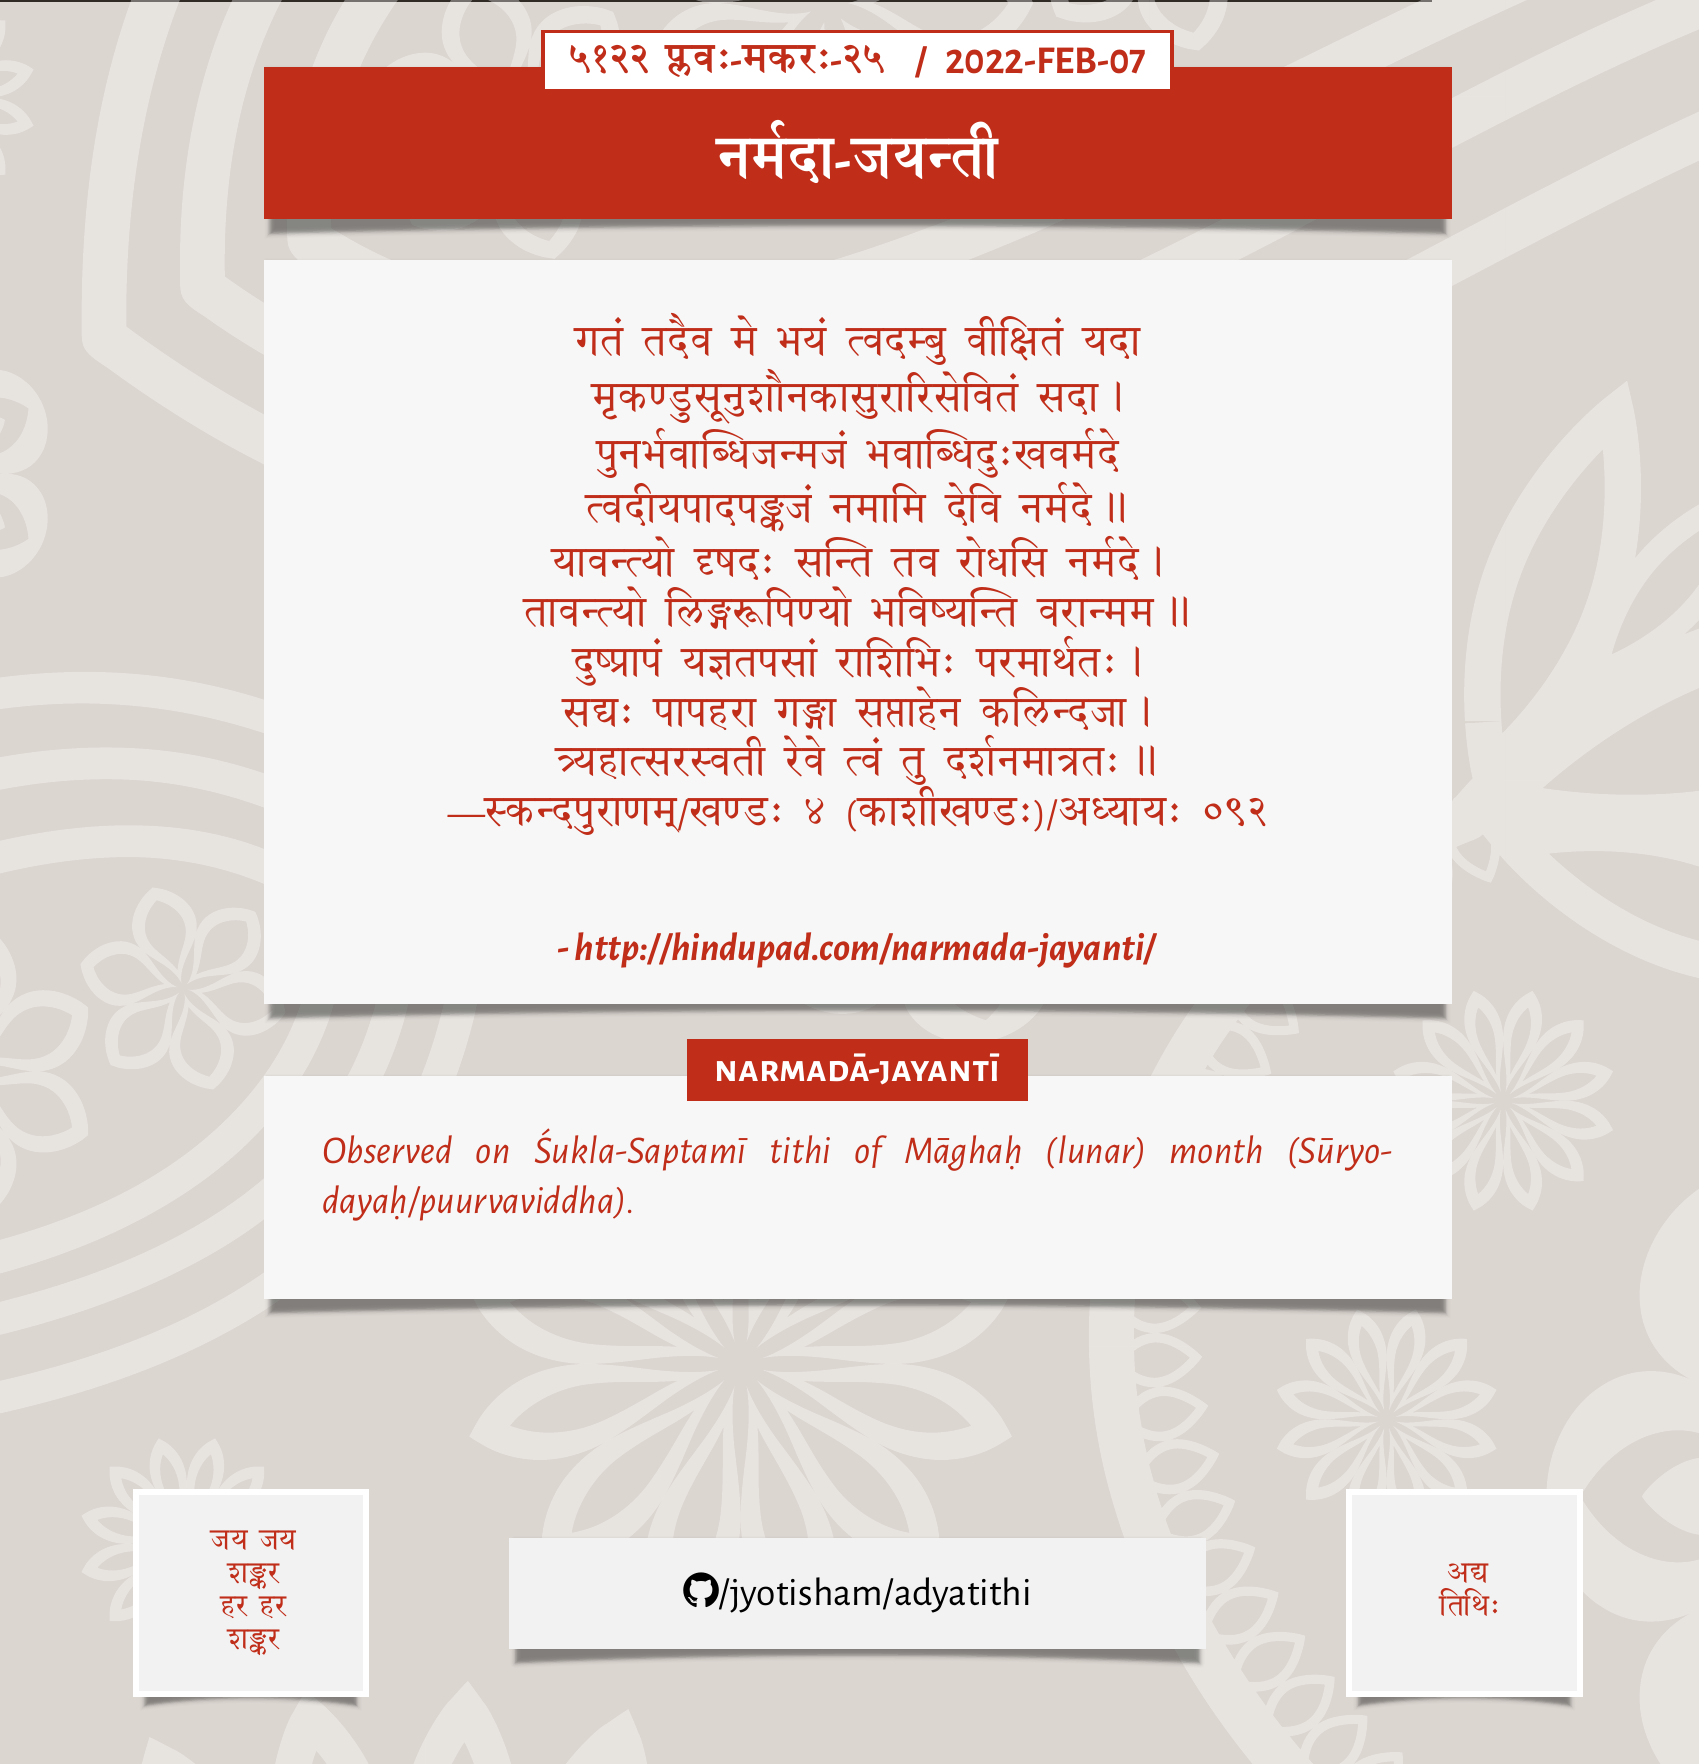 ५१२२ प्लवः-मकरः-२५ / 2022-FEB-07
नर्मदा-जयन्ती
गतं तदैव मे भयं त्वदम्बु वीक्षितं यदा
मृकण्डुसूनुशौनकासुरारिसेवितं सदा।
पुनर्भवाब्धिजन्मजं भवाब्धिदुःखवर्मदे
त्वदीयपादपङ्कजं नमामि देवि नर्मदे॥
यावन्त्यो दृषदः सन्ति तव रोधसि नर्मदे।
तावन्त्यो लिङ्गरूपिण्यो भविष्यन्ति वरान्मम॥
दुष्प्रापं यज्ञतपसां राशिभिः परमार्थतः।
सद्यः पापहरा गङ्गा सप्ताहेन कलिन्दजा।
त्र्यहात्सरस्वती रेवे त्वं तु दर्शनमात्रतः॥
—स्कन्दपुराणम्/खण्डः ४ (काशीखण्डः)/अध्यायः ०९२
- http://hindupad.com/narmada-jayanti/
NARMADĀ-JAYANTĪ
Observed on Śukla-Saptamī tithi of Māghaḥ (lunar) month (Sūryo-
dayaḥ/puurvaviddha).
जय जय
शङ्कर
हर हर
शङ्कर
/jyotisham/adyatithi
अद्य
तिथिः